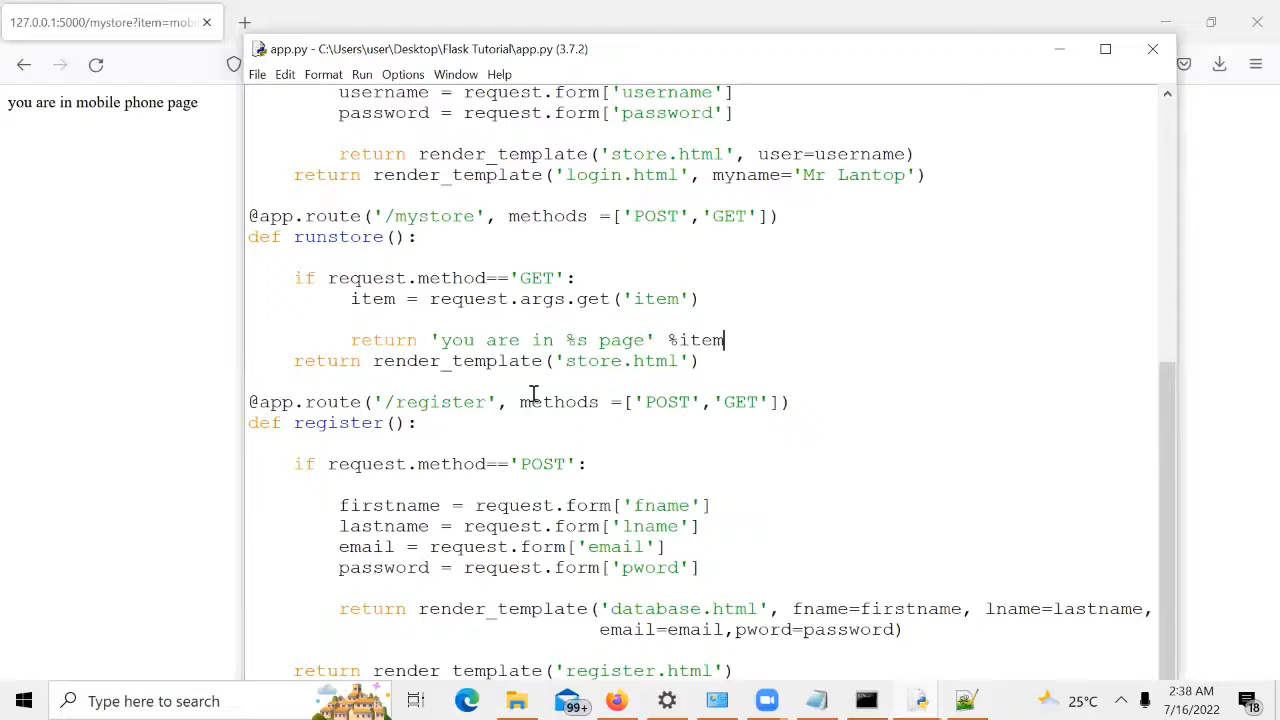 127.0.0.1:5000/mystore?item=mobi
app.py - C:\Users\user\Desktop\Flask Tutorial\app.py (3.7.2)
File Edit Format Run Options Window Help
you are in mobile phone page
username = request.form['username']
password = request.form['password']
return render_template('store.html', user=username)
return render_template('login.html', myname='Mr Lantop')
@app.route('/mystore', methods =['POST','GET'])
def runstore():
if request.method=='GET':
item = request.args.get('item')
return 'you are in %s page' %item
return render_template('store.html')
@app.route('/register', methods =['POST','GET'])
def register():
if request.method=='POST':
firstname = request.form['fname']
lastname = request.form['lname']
email = request.form['email']
password = request.form['pword']
return render_template('database.html', fname=firstname, lname=lastname,
email=email,pword=password)
return render_template('register.html')
Type here to search
99+
25°C
2:38 AM
7/16/2022
18